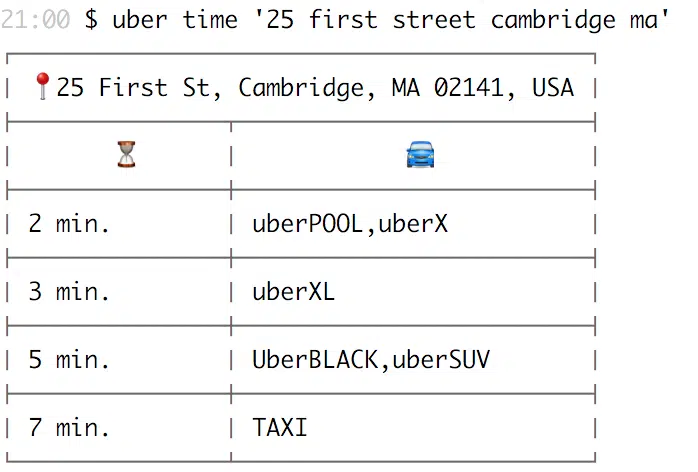 21:00 $ uber time '25 first street cambridge ma'
25 First St, Cambridge, MA 02141, USA
2 min. uberPOOL,uberX
3 min. uberXL
5 min. UberBLACK,uberSUV
7 min. TAXI